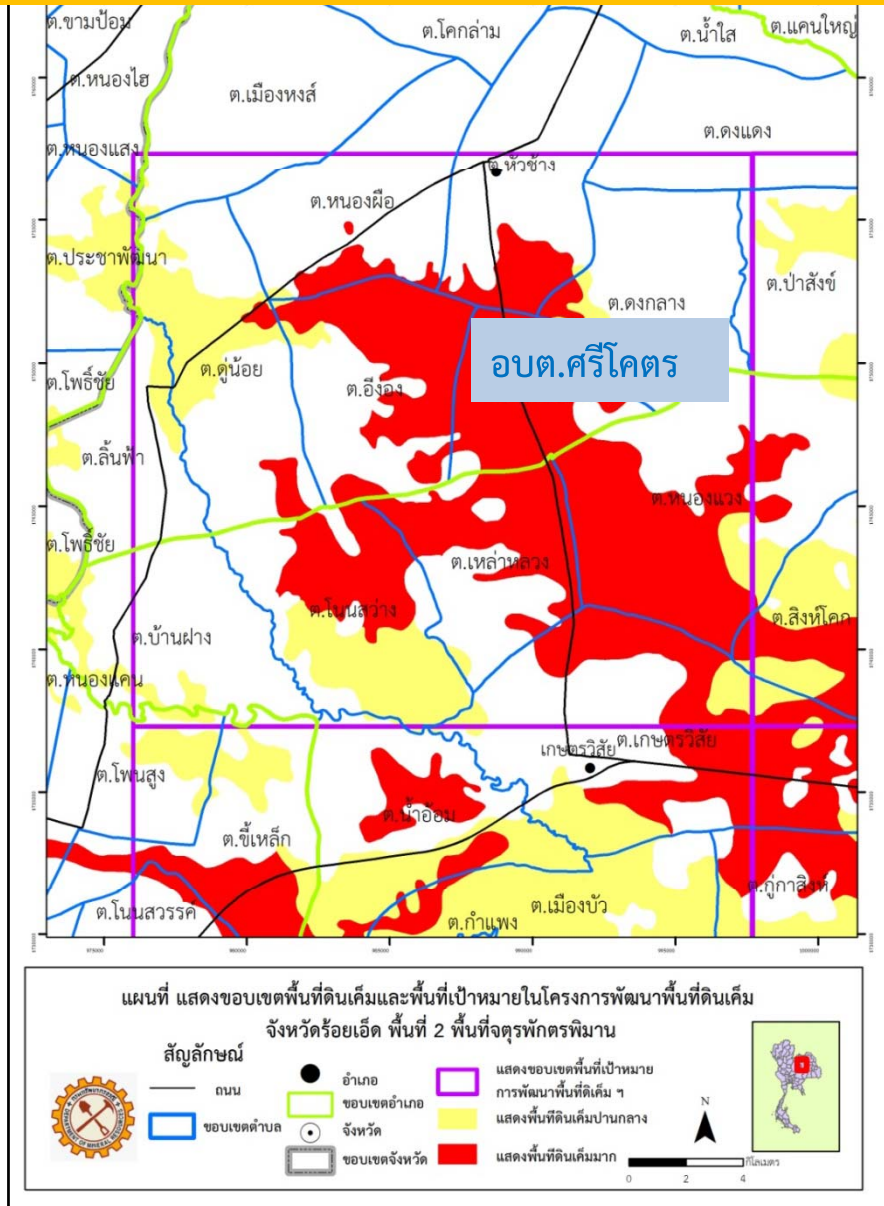 ต.ขามป้อม
ต.โคกล่าม
ต.น้ำใส
ต.แคนใหญ่
ต.หนองไฮ
ต.เมืองหงส์
ต.ดงแดง
ต.หนองแสง
ต.หัวช้าง
ต.หนองผือ
ต.ประชาพัฒนา
ต.ป่าสังข์
ต.ดงกลาง
อบต.ศรีโคตร
ต.โพธิ์ชัย
ต.ดู่น้อย
ต.อีง่อง
ต.ลิ้นฟ้า
ต.หนองแวง
ต.โพธิ์ชัย
ต.เหล่าหลวง
ต.โนนสว่าง
ต.สิงห์โคก
ต.บ้านฝาง
ต.หนองแคน
เกษตรวิสัย
ต.เกษตรวิสัย
ต.โพนสูง
ต.น้ำอ้อม
ต.ขี้เหล็ก
ต.กู่กาสิงห์
ต.เมืองบัว
ต.โนนสวรรค์
ต.กำแพง
แผนที่ แสดงขอบเขตพื้นที่ดินเค็มและพื้นที่เป้าหมายในโครงการพัฒนาพื้นที่ดินเค็ม
จังหวัดร้อยเอ็ด พื้นที่ 2 พื้นที่จตุรพักตรพิมาน
สัญลักษณ์
ถนน
ขอบเขตตำบล
อำเภอ
ขอบเขตอำเภอ
จังหวัด
ขอบเขตจังหวัด
แสดงขอบเขตพื้นที่เป้าหมาย
การพัฒนาพื้นที่ดิเค็ม ฯ
แสดงพื้นที่ดินเค็มปานกลาง
แสดงพื้นที่ดินเค็มมาก
N
กิโลเมตร
0 2 4
DEPARTMENT OF MINERAL RESOURCES